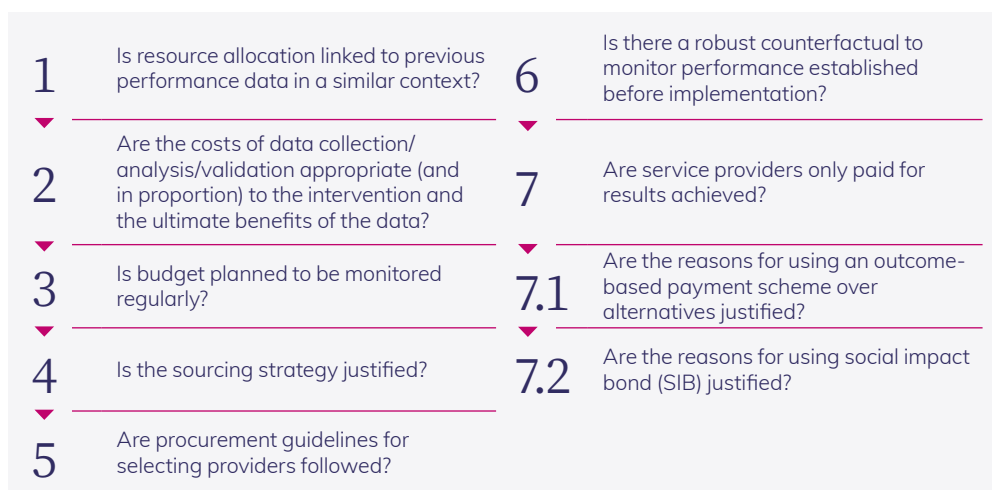 1
Is resource allocation linked to previous
performance data in a similar context?
2
Are the costs of data collection/
analysis/validation appropriate (and
in proportion) to the intervention and
the ultimate benefits of the data?
3
Is budget planned to be monitored
regularly?
4
Is the sourcing strategy justified?
5
Are procurement guidelines for
selecting providers followed?
6
Is there a robust counterfactual to
monitor performance established
before implementation?
7
Are service providers only paid for
results achieved?
7.1
Are the reasons for using an outcome-
based payment scheme over
alternatives justified?
7.2
Are the reasons for using social impact
bond (SIB) justified?